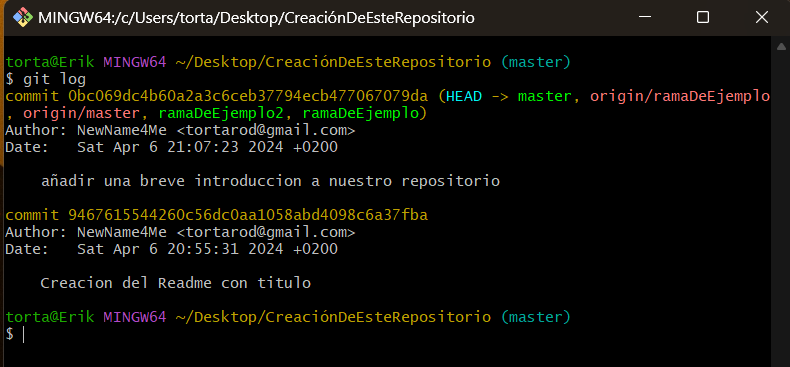 MINGW64:/c/Users/torta/Desktop/CreaciónDeEsteRepositorio
torta@Erik MINGW64 ~/Desktop/CreaciónDeEsteRepositorio (master)
$ git log
commit 0bc069dc4b60a2a3c6ceb37794ecb477067079da (HEAD -> master, origin/ramaDeEjemplo
, origin/master, ramaDeEjemplo2, ramaDeEjemplo)
Author: NewName4Me <tortarod@gmail.com>
Date:   Sat Apr 6 21:07:23 2024 +0200
añadir una breve introduccion a nuestro repositorio
commit 9467615544260c56dc0aa1058abd4098c6a37fba
Author: NewName4Me <tortarod@gmail.com>
Date:   Sat Apr 6 20:55:31 2024 +0200
Creacion del Readme con titulo
torta@Erik MINGW64 ~/Desktop/CreaciónDeEsteRepositorio (master)
$